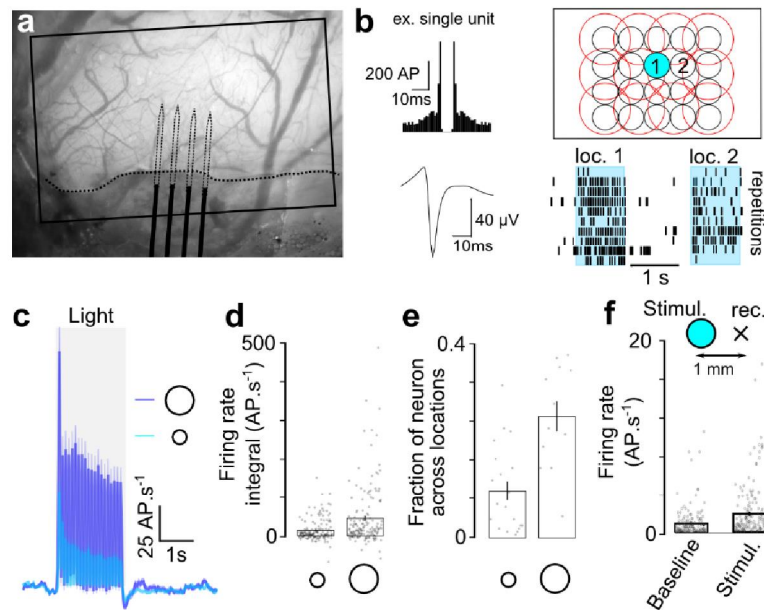 a
b
ex. single unit
200 AP
10ms
40 µV
10ms
1 2
loc. 1 loc. 2
repetitions
1 s
c
Light
25 AP.s⁻¹
1s
d
Firing rate
integral (AP.s⁻¹)
500
0
e
Fraction of neuron
across locations
0.4
0
f
Stimul. rec.
1 mm
Firing rate
(AP.s⁻¹)
20
0
Baseline
Stimul.